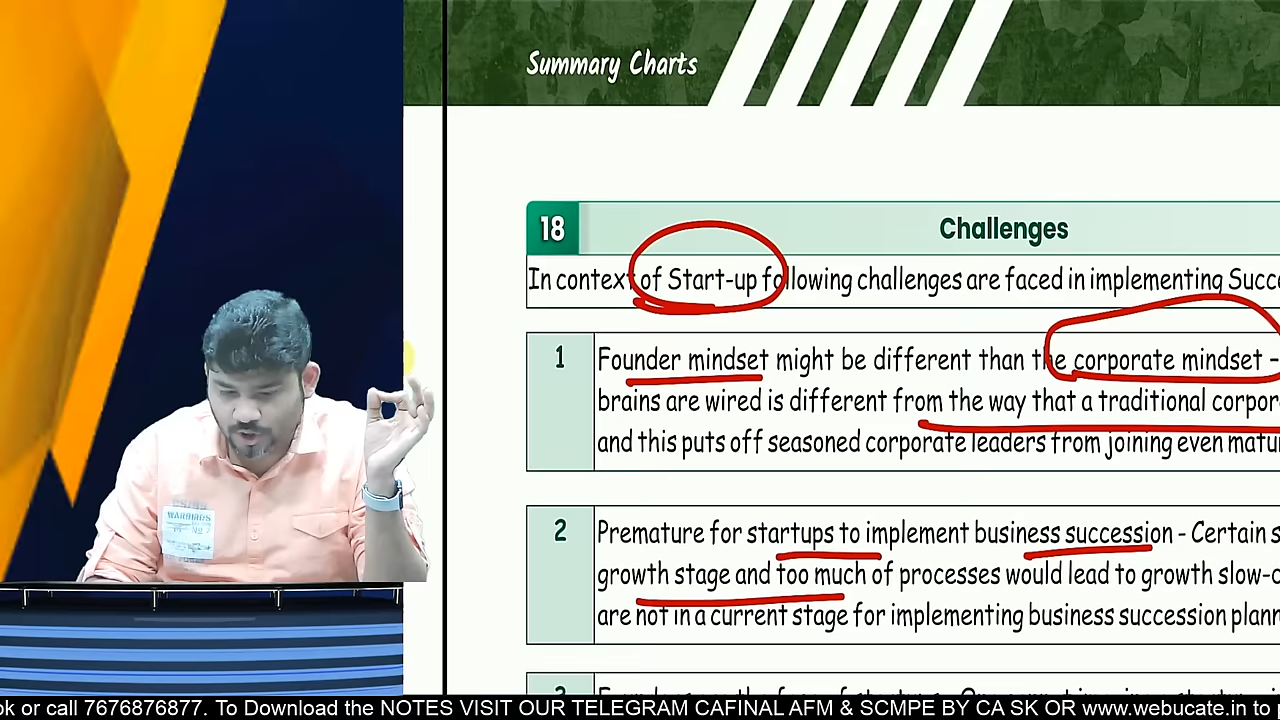 Summary Charts
18
Challenges
In context of Start-up following challenges are faced in implementing Succe
1
Founder mindset might be different than the corporate mindset -
brains are wired is different from the way that a traditional corpor
and this puts off seasoned corporate leaders from joining even matu
2
Premature for startups to implement business succession - Certain s
growth stage and too much of processes would lead to growth slow-
are not in a current stage for implementing business succession plann
WARBIRDS
ok or call 7676876877. To Download the NOTES VISIT OUR TELEGRAM CAFINAL AFM & SCMPE BY CA SK OR www.webucate.in to